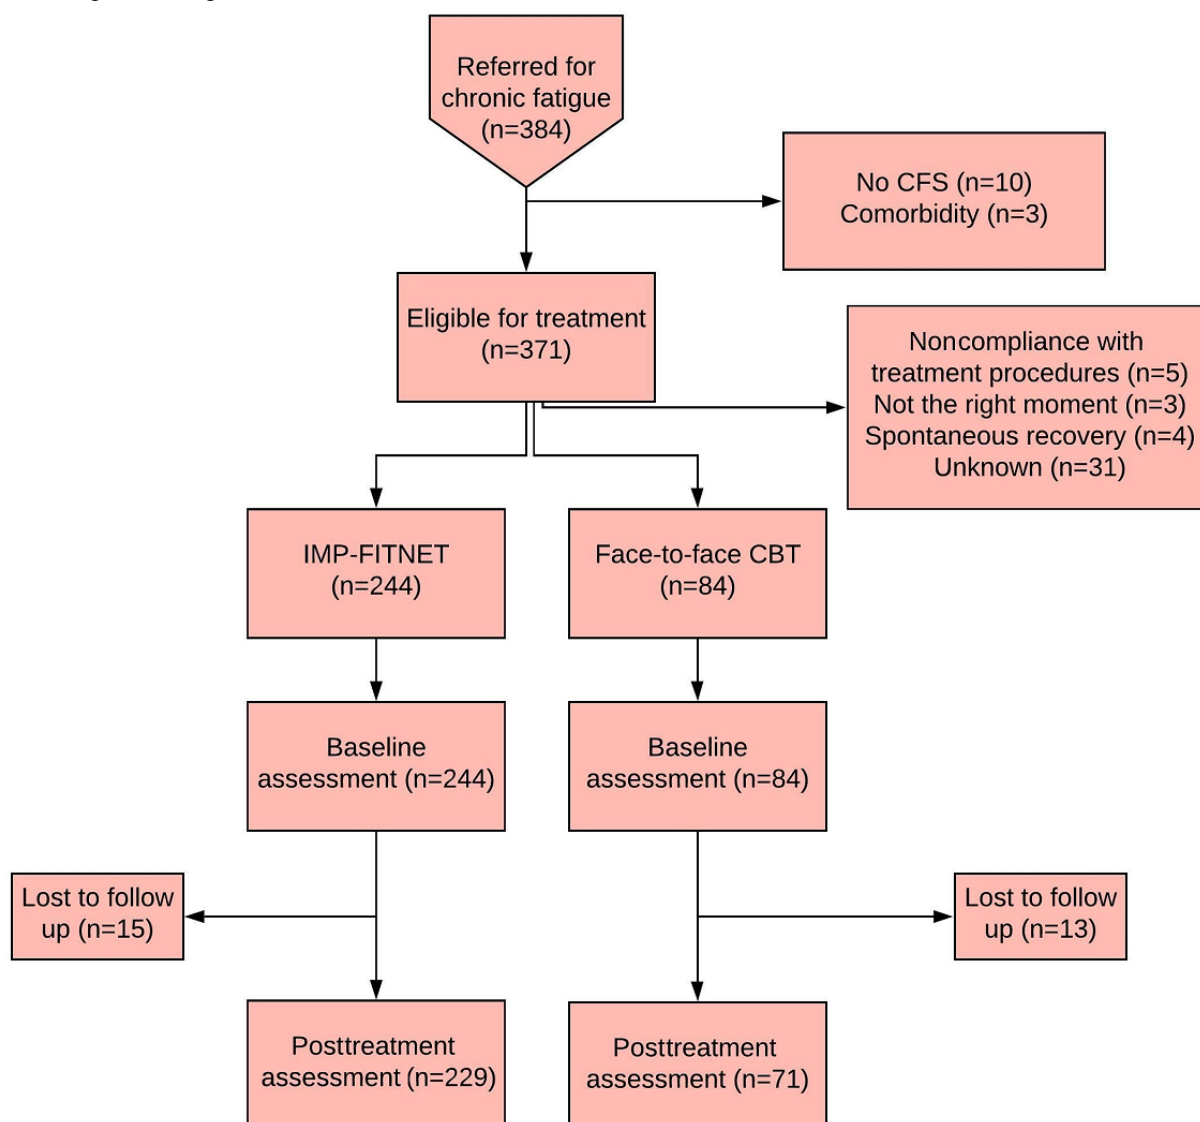 Referred for
chronic fatigue
(n=384)
No CFS (n=10)
Comorbidity (n=3)
Eligible for treatment
(n=371)
Noncompliance with
treatment procedures (n=5)
Not the right moment (n=3)
Spontaneous recovery (n=4)
Unknown (n=31)
IMP-FITNET
(n=244)
Face-to-face CBT
(n=84)
Baseline
assessment (n=244)
Baseline
assessment (n=84)
Lost to follow
up (n=15)
Lost to follow
up (n=13)
Posttreatment
assessment (n=229)
Posttreatment
assessment (n=71)